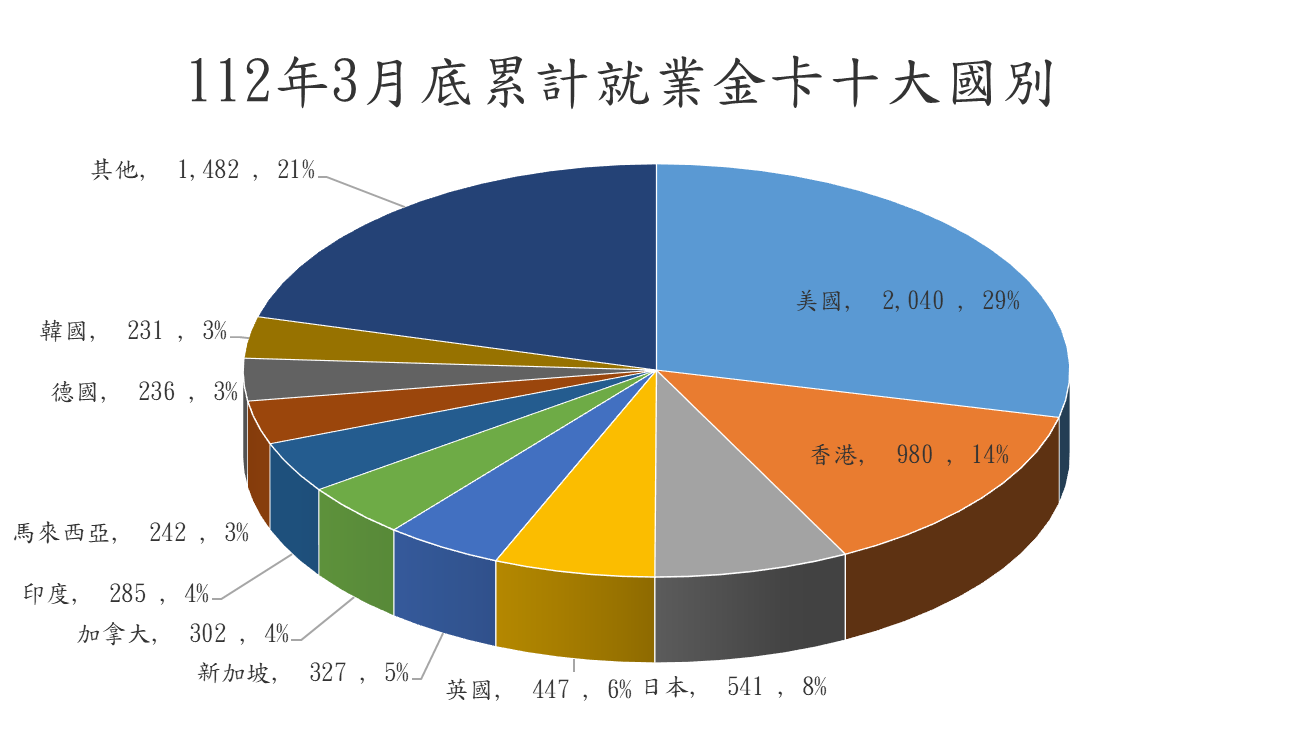 112年3月底累計就業金卡十大國別
其他, 1,482 , 21%
美國, 2,040 , 29%
韓國, 231 , 3%
德國, 236 , 3%
香港, 980 , 14%
馬來西亞, 242 , 3%
印度, 285 , 4%
加拿大, 302 , 4%
新加坡, 327 , 5%
英國, 447 , 6%
日本, 541 , 8%